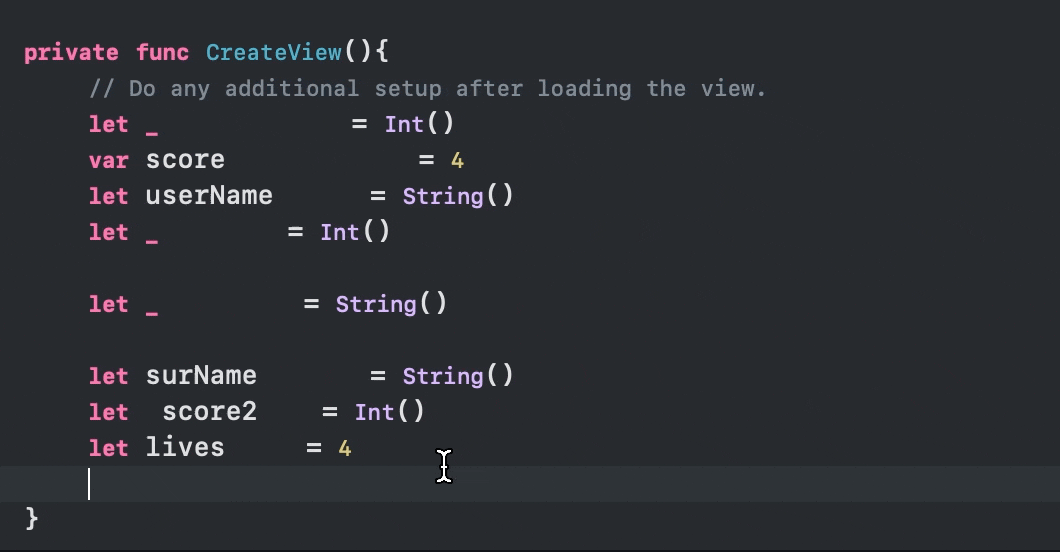 private func CreateView(){
// Do any additional setup after loading the view.
let _ = Int()
var score = 4
let userName = String()
let _ = Int()
let _ = String()
let surName = String()
let score2 = Int()
let lives = 4
}